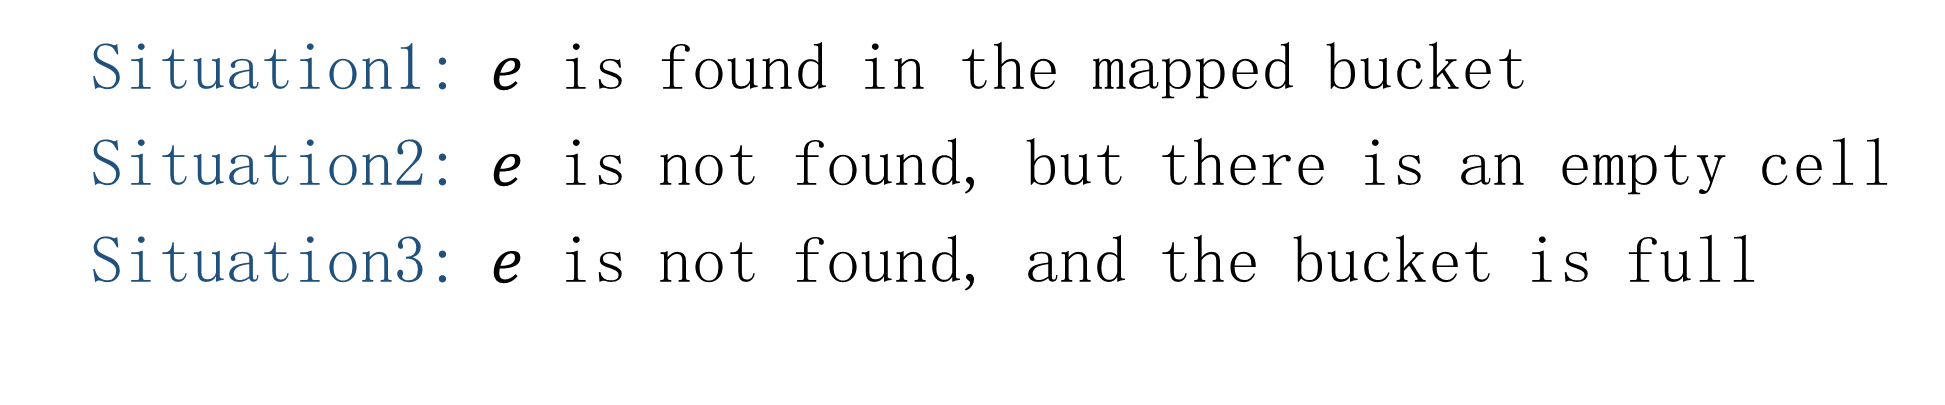 Situation1: e is found in the mapped bucket
Situation2: e is not found, but there is an empty cell
Situation3: e is not found, and the bucket is full